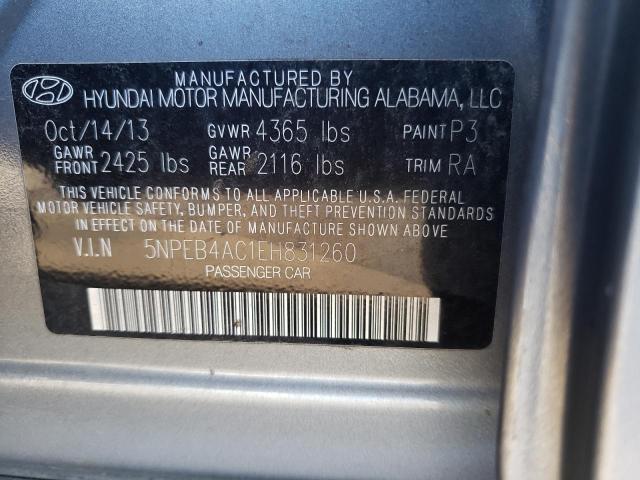 MANUFACTURED BY
HYUNDAI MOTOR MANUFACTURING ALABAMA, LLC
Oct/14/13 GVWR 4365 lbs PAINT P3
GAWR FRONT 2425 lbs GAWR REAR 2116 lbs TRIM RA
THIS VEHICLE CONFORMS TO ALL APPLICABLE U.S.A. FEDERAL
MOTOR VEHICLE SAFETY, BUMPER, AND THEFT PREVENTION STANDARDS
IN EFFECT ON THE DATE OF MANUFACTURE SHOWN ABOVE.
V.I.N 5NPEB4AC1EH831260
PASSENGER CAR